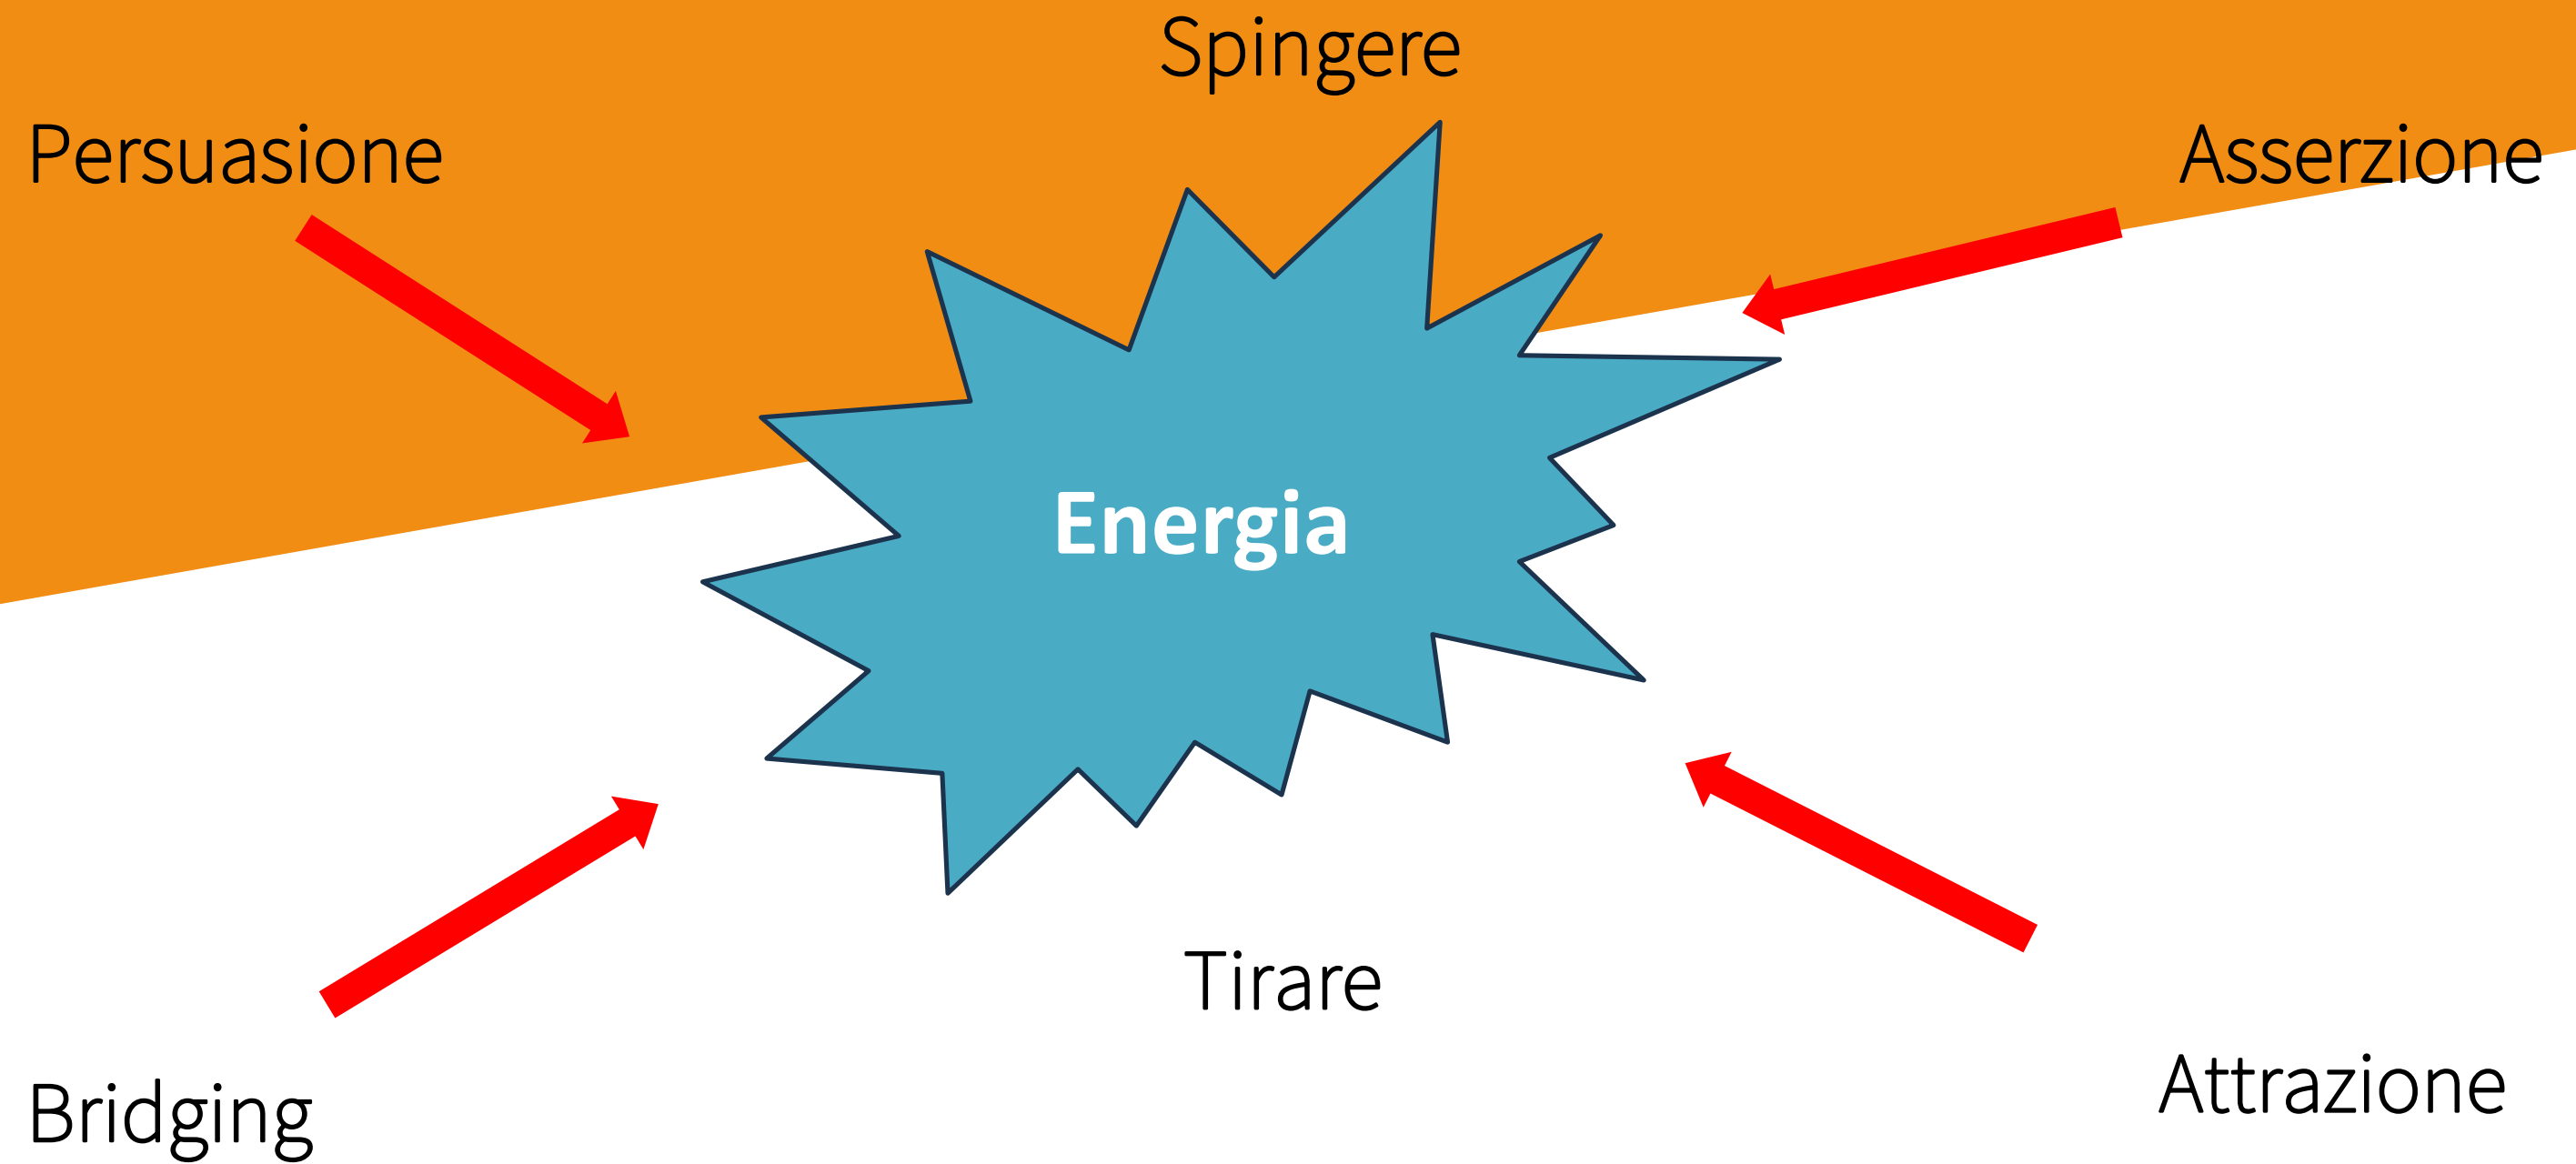 Spingere
Persuasione
Asserzione
Energia
Tirare
Bridging
Attrazione